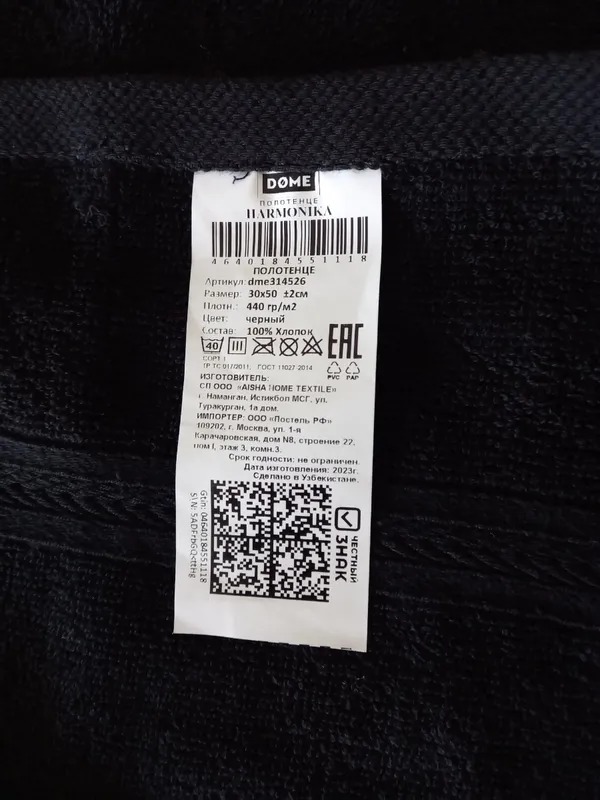 DØME
ПОЛОТЕНЦЕ
HARMONIKA
4640184551118
ПОЛОТЕНЦЕ
Артикул: dme314526
Размер: 30x50 ±2см
Плотн.: 440 гр/м2
Цвет: черный
Состав: 100% Хлопок
40
EAC
СОРТ 1
ТР ТС 017/2011, ГОСТ 11027-2014
PVC PAP
ИЗГОТОВИТЕЛЬ:
СП ООО «AISHA HOME TEXTILE»
г. Наманган, Истикбол МСГ, ул.
Туракурган, 1а дом.
ИМПОРТЕР: ООО «Постель РФ»
109202, г. Москва, ул. 1-я
Карачаровская, дом N8, строение 22,
пом I, этаж 3, комн.3.
Срок годности: не ограничен.
Дата изготовления: 2023г.
Сделано в Узбекистане.
Gtin: 04640184551118
ЧЕСТНЫЙ
ЗНАК